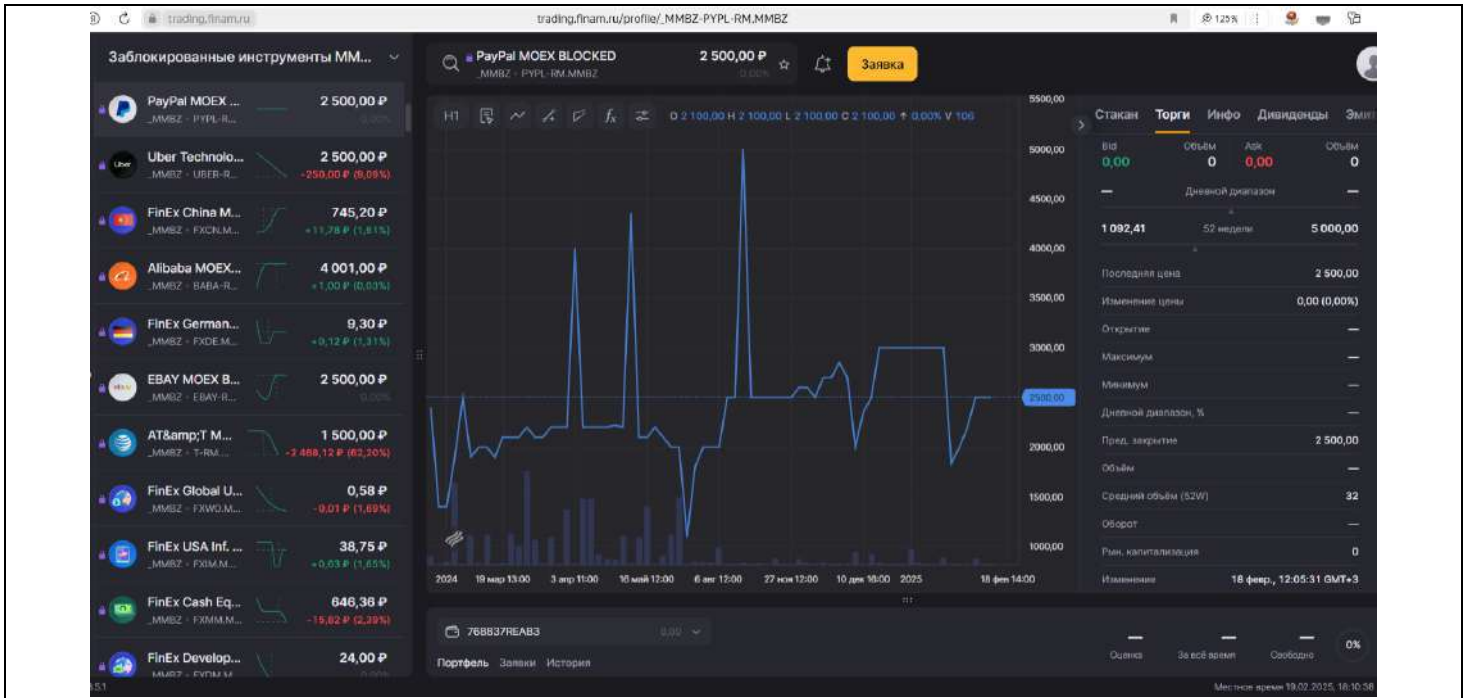 trading.finam.ru
trading.finam.ru/profile/_MMBZ-PYPL-RM.MMBZ
125%
Заблокированные инструменты MM...
PayPal MOEX ...
2 500,00 ₽
_MMBZ - PYPL-R...
0,00%
Uber Technolo...
2 500,00 ₽
_MMBZ - UBER-R...
-250,00 ₽ (9,09%)
FinEx China M...
745,20 ₽
_MMBZ - FXCN.M...
+11,78 ₽ (1,61%)
Alibaba MOEX...
4 001,00 ₽
_MMBZ - BABA-R...
+1,00 ₽ (0,03%)
FinEx German...
9,30 ₽
_MMBZ - FXDE.M...
+0,12 ₽ (1,31%)
EBAY MOEX B...
2 500,00 ₽
_MMBZ - EBAY-R...
0,00%
AT&amp;T M...
1 500,00 ₽
_MMBZ - T-RM....
-2 468,12 ₽ (62,20%)
FinEx Global U...
0,58 ₽
_MMBZ - FXWO.M...
-0,01 ₽ (1,69%)
FinEx USA Inf. ...
38,75 ₽
_MMBZ - FXIM.M...
+0,63 ₽ (1,65%)
FinEx Cash Eq...
646,36 ₽
_MMBZ - FXMM.M...
-15,82 ₽ (2,39%)
FinEx Develop...
24,00 ₽
PayPal MOEX BLOCKED
2 500,00 ₽
_MMBZ - PYPL-RM.MMBZ
0,00%
Заявка
H1
O 2 100,00 H 2 100,00 L 2 100,00 C 2 100,00 ↑ 0,00% V 106
5500,00
5000,00
4500,00
4000,00
3500,00
3000,00
2500,00
2000,00
1500,00
1000,00
2024 19 мар 13:00 3 апр 11:00 16 май 12:00 6 авг 12:00 27 ноя 12:00 10 дек 16:00 2025 18 фев 14:00
768837REAB3
0,00
Портфель Заявки История
Стакан Торги Инфо Дивиденды Эмит
Bid Объём Ask Объём
0,00 0 0,00 0
— Дневной диапазон —
1 092,41 52 недели 5 000,00
Последняя цена 2 500,00
Изменение цены 0,00 (0,00%)
Открытие —
Максимум —
Минимум —
Дневной диапазон, % —
Пред. закрытие 2 500,00
Объём —
Средний объём (52W) 32
Оборот —
Рын. капитализация 0
Изменение 18 февр., 12:05:31 GMT+3
— — — 0%
Оценка За всё время Свободно
Местное время 19.02.2025, 18:10:38